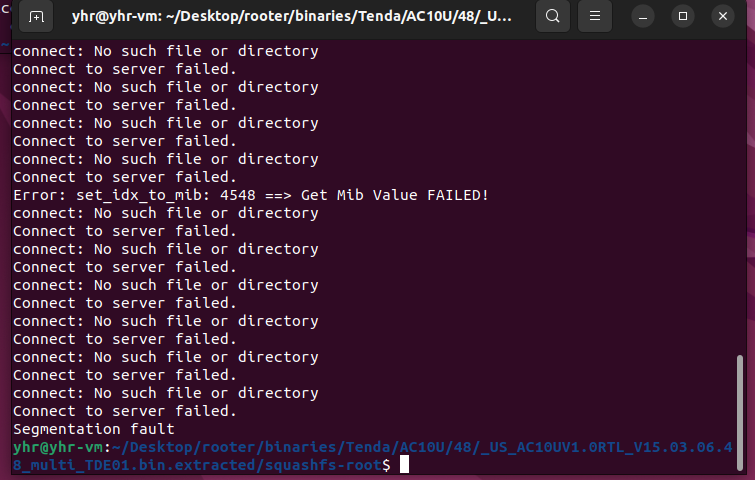 yhr@yhr-vm: ~/Desktop/rooter/binaries/Tenda/AC10U/48/_U...
connect: No such file or directory
Connect to server failed.
connect: No such file or directory
Connect to server failed.
connect: No such file or directory
Connect to server failed.
connect: No such file or directory
Connect to server failed.
Error: set_idx_to_mib: 4548 ==> Get Mib Value FAILED!
connect: No such file or directory
Connect to server failed.
connect: No such file or directory
Connect to server failed.
connect: No such file or directory
Connect to server failed.
connect: No such file or directory
Connect to server failed.
connect: No such file or directory
Connect to server failed.
connect: No such file or directory
Connect to server failed.
Segmentation fault
yhr@yhr-vm:~/Desktop/rooter/binaries/Tenda/AC10U/48/_US_AC10UV1.0RTL_V15.03.06.4
8_multi_TDE01.bin.extracted/squashfs-root$